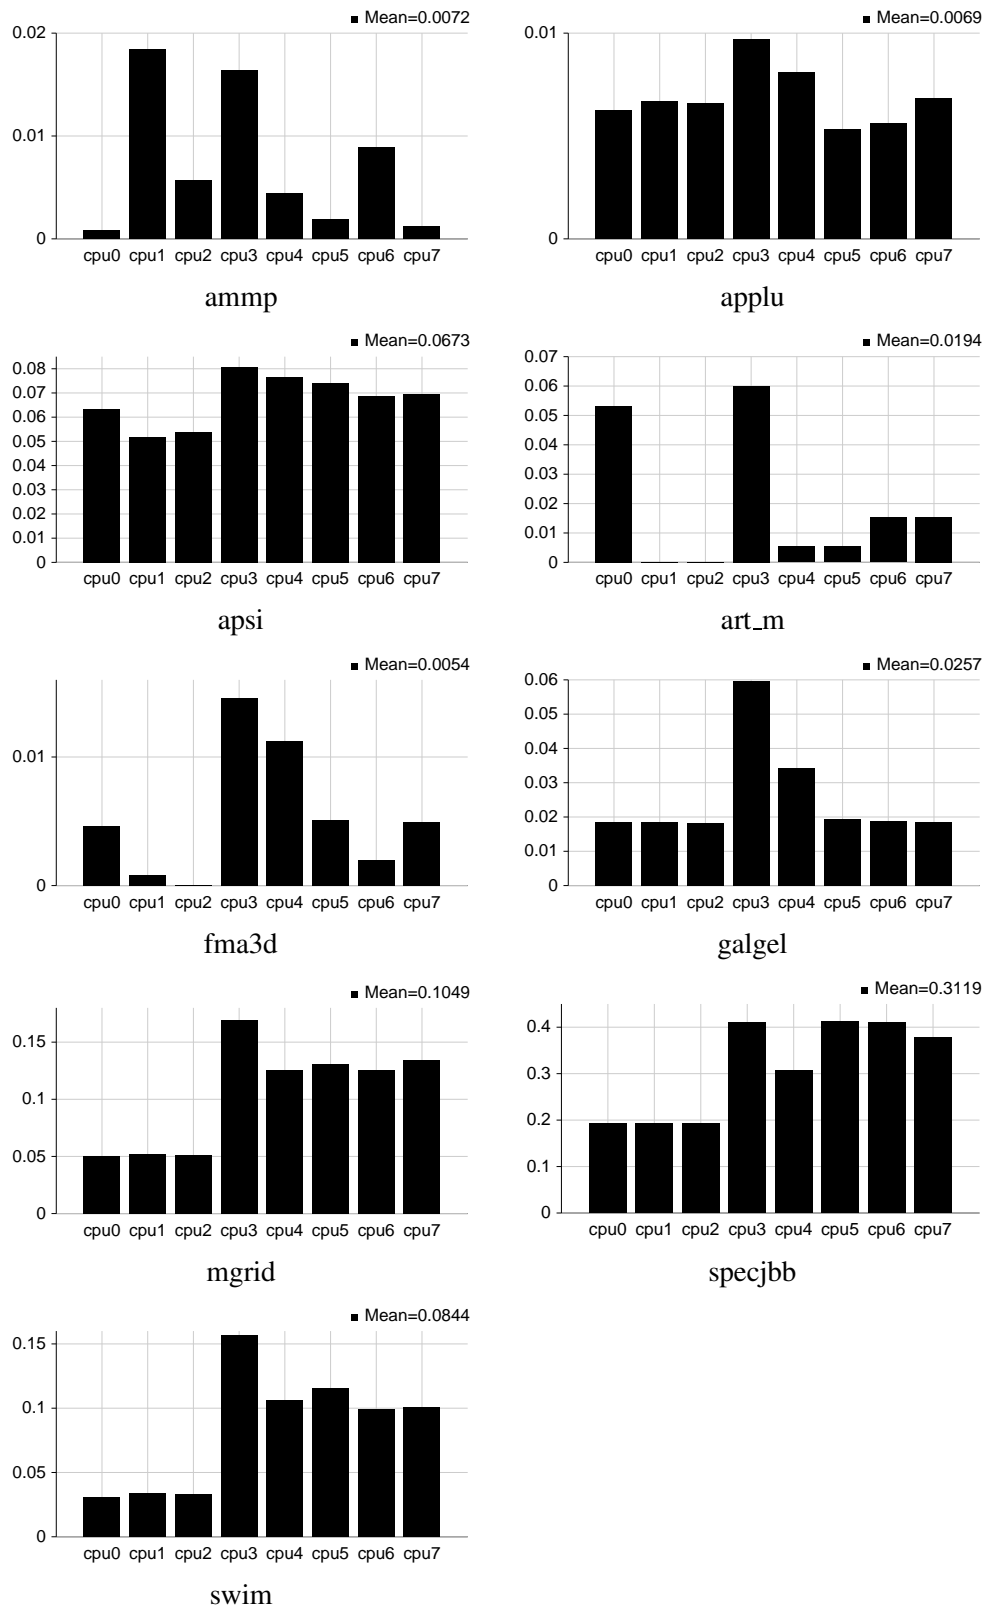 Mean=0.0072
0.02
0.01
0
cpu0 cpu1 cpu2 cpu3 cpu4 cpu5 cpu6 cpu7
ammp
Mean=0.0069
0.01
0
cpu0 cpu1 cpu2 cpu3 cpu4 cpu5 cpu6 cpu7
applu
Mean=0.0673
0.08
0.07
0.06
0.05
0.04
0.03
0.02
0.01
0
cpu0 cpu1 cpu2 cpu3 cpu4 cpu5 cpu6 cpu7
apsi
Mean=0.0194
0.07
0.06
0.05
0.04
0.03
0.02
0.01
0
cpu0 cpu1 cpu2 cpu3 cpu4 cpu5 cpu6 cpu7
art_m
Mean=0.0054
0.01
0
cpu0 cpu1 cpu2 cpu3 cpu4 cpu5 cpu6 cpu7
fma3d
Mean=0.0257
0.06
0.05
0.04
0.03
0.02
0.01
0
cpu0 cpu1 cpu2 cpu3 cpu4 cpu5 cpu6 cpu7
galgel
Mean=0.1049
0.15
0.1
0.05
0
cpu0 cpu1 cpu2 cpu3 cpu4 cpu5 cpu6 cpu7
mgrid
Mean=0.3119
0.4
0.3
0.2
0.1
0
cpu0 cpu1 cpu2 cpu3 cpu4 cpu5 cpu6 cpu7
specjbb
Mean=0.0844
0.15
0.1
0.05
0
cpu0 cpu1 cpu2 cpu3 cpu4 cpu5 cpu6 cpu7
swim